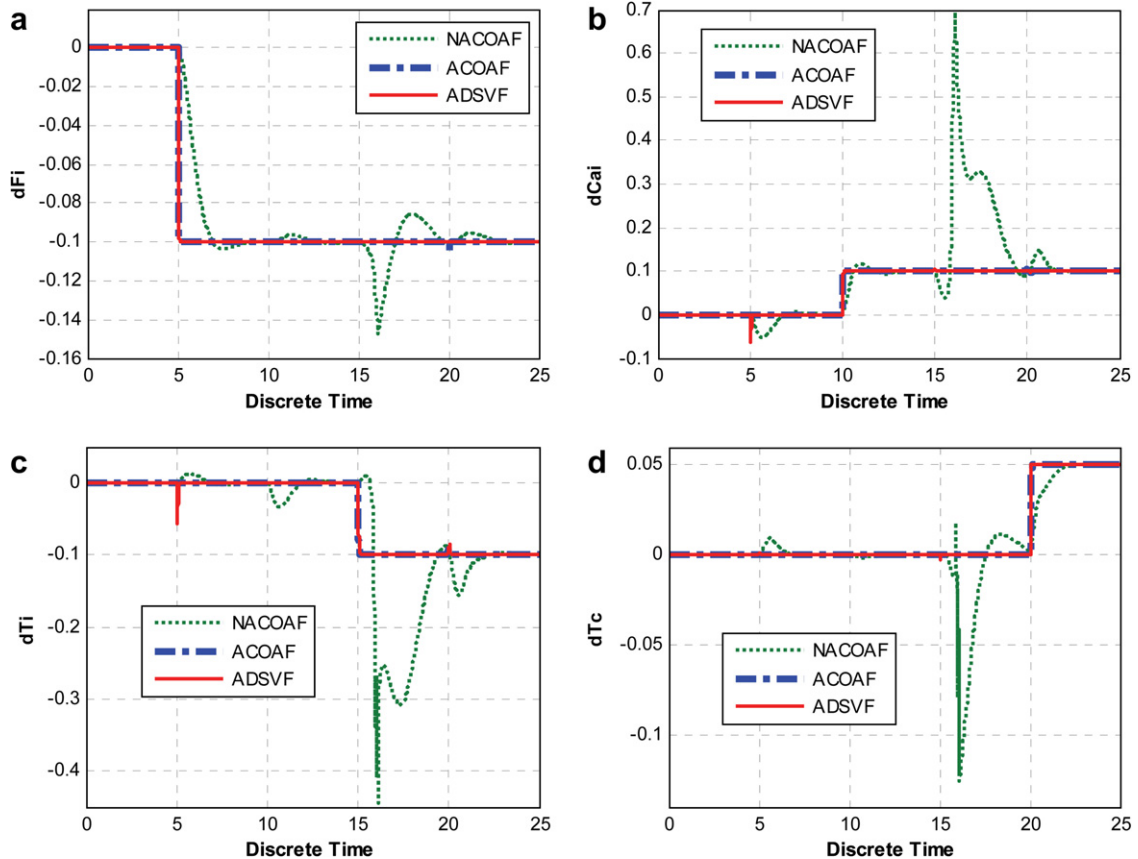 a
0
-0.02
-0.04
-0.06
-0.08
-0.1
-0.12
-0.14
-0.16
dFi
NACOAF
ACOAF
ADSVF
0 5 10 15 20 25
Discrete Time
b
0.7
0.6
0.5
0.4
0.3
0.2
0.1
0
-0.1
dCai
NACOAF
ACOAF
ADSVF
0 5 10 15 20 25
Discrete Time
c
0
-0.1
-0.2
-0.3
-0.4
dTi
NACOAF
ACOAF
ADSVF
0 5 10 15 20 25
Discrete Time
d
0.05
0
-0.05
-0.1
dTc
NACOAF
ACOAF
ADSVF
0 5 10 15 20 25
Discrete Time